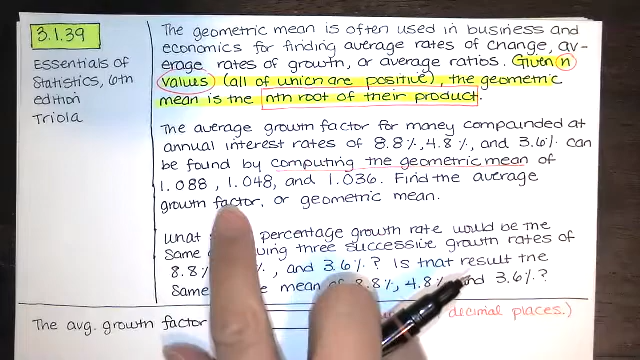 3.1.39
Essentials of
Statistics, 6th
edition
Triola
The geometric mean is often used in business and
economics for finding average rates of change, av-
erage rates of growth, or average ratios. Given n
values (all of which are positive), the geometric
mean is the nth root of their product.
The average growth factor for money compounded at
annual interest rates of 8.8%, 4.8%, and 3.6% can
be found by computing the geometric mean of
1.088, 1.048, and 1.036. Find the average
growth factor, or geometric mean.
What percentage growth rate would be the
same ing three successive growth rates of
8.8% %, and 3.6%? Is that result the
same mean of 8.8%, 4.8% and 3.6%?
decimal places.)
The avg. growth factor